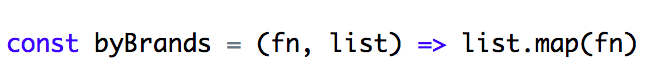 const byBrands = (fn, list) => list.map(fn)